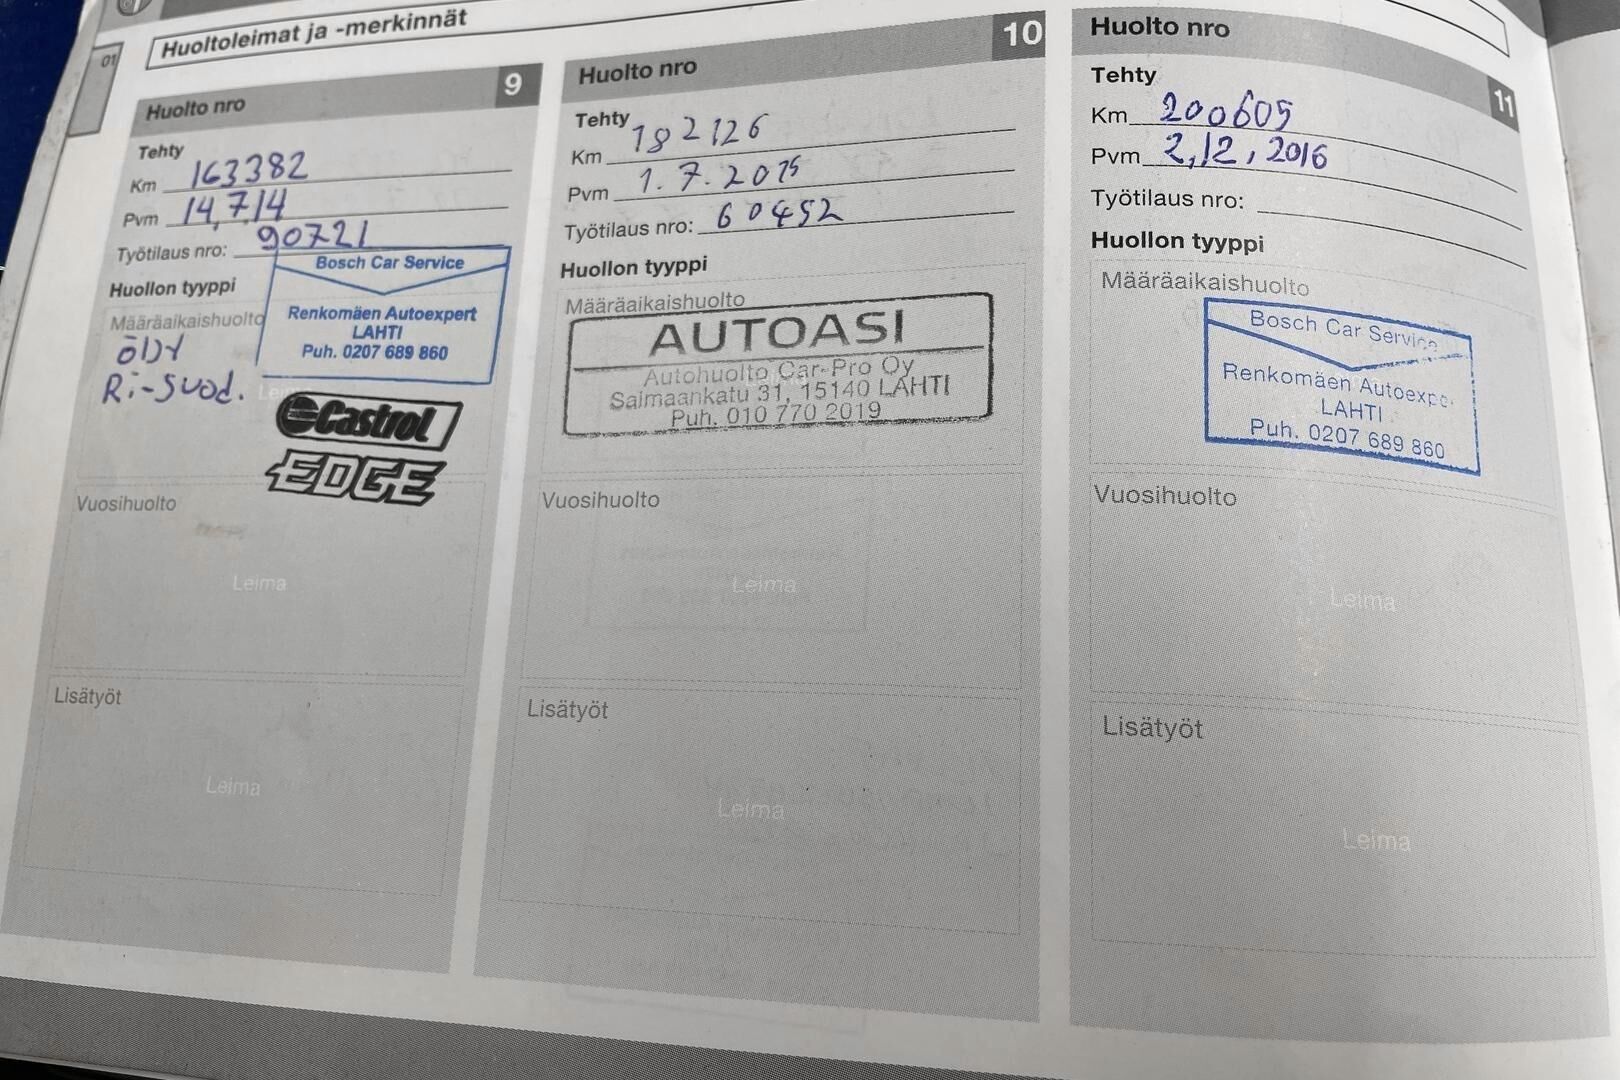 01
Huoltoleimat ja -merkinnät
Huolto nro 9
Tehty
Km 163382
Pvm 14,7.14
Työtilaus nro: 90721
Huollon tyyppi
Määräaikaishuolto
öljy
Ri-suod.
Bosch Car Service
Renkomäen Autoexpert
LAHTI
Puh. 0207 689 860
Castrol
EDGE
Vuosihuolto
Leima
Lisätyöt
Leima
Huolto nro 10
Tehty
Km 182126
Pvm 1.7.2015
Työtilaus nro: 60452
Huollon tyyppi
Määräaikaishuolto
AUTOASI
Autohuolto Car-Pro Oy
Saimaankatu 31, 15140 LAHTI
Puh. 010 770 2019
Vuosihuolto
Leima
Lisätyöt
Leima
Huolto nro 11
Tehty
Km 200605
Pvm 2,12,2016
Työtilaus nro:
Huollon tyyppi
Määräaikaishuolto
Bosch Car Service
Renkomäen Autoexpe
LAHTI
Puh. 0207 689 860
Vuosihuolto
Leima
Lisätyöt
Leima